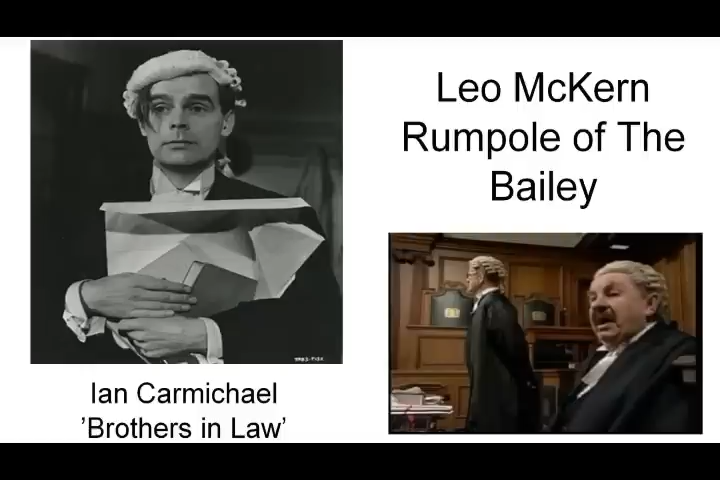 Leo McKern
Rumpole of The
Bailey
Ian Carmichael
’Brothers in Law’